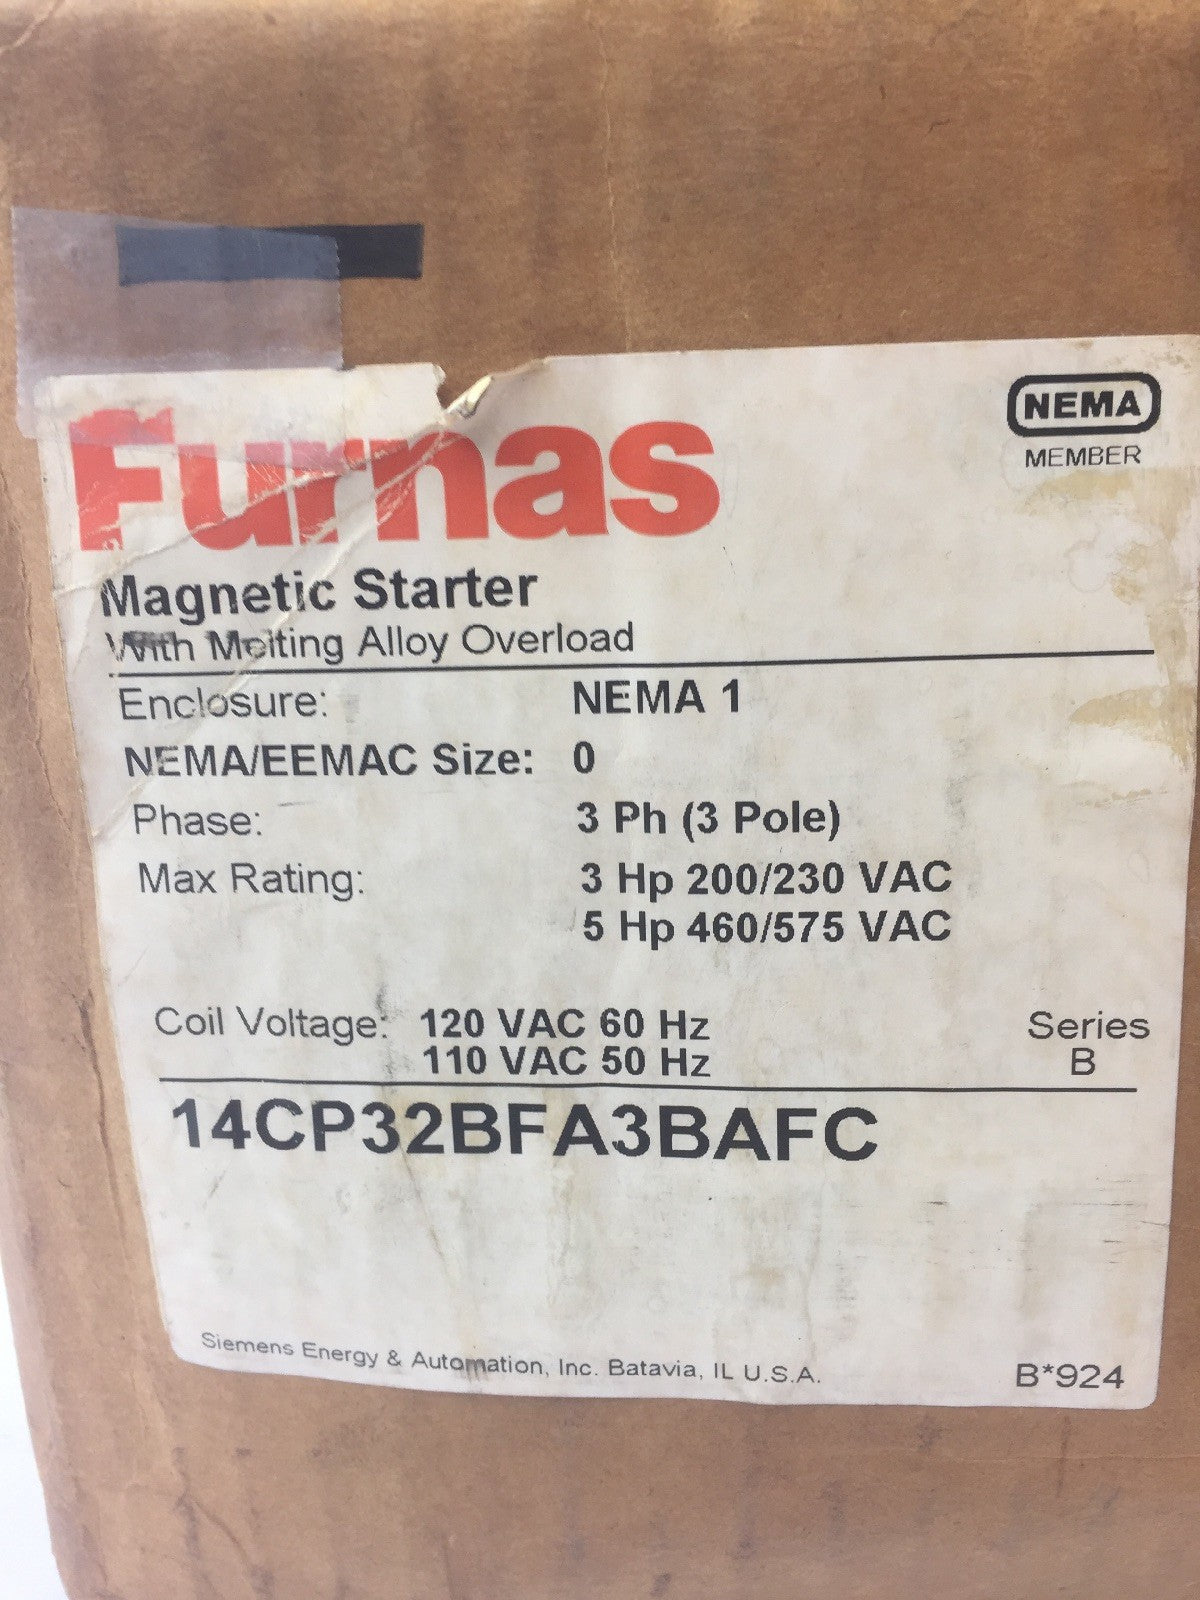 Furnas
NEMA
MEMBER
Magnetic Starter
With Melting Alloy Overload
Enclosure: NEMA 1
NEMA/EEMAC Size: 0
Phase: 3 Ph (3 Pole)
Max Rating: 3 Hp 200/230 VAC
5 Hp 460/575 VAC
Coil Voltage: 120 VAC 60 Hz
110 VAC 50 Hz
Series
B
14CP32BFA3BAFC
Siemens Energy & Automation, Inc. Batavia, IL U.S.A.
B*924